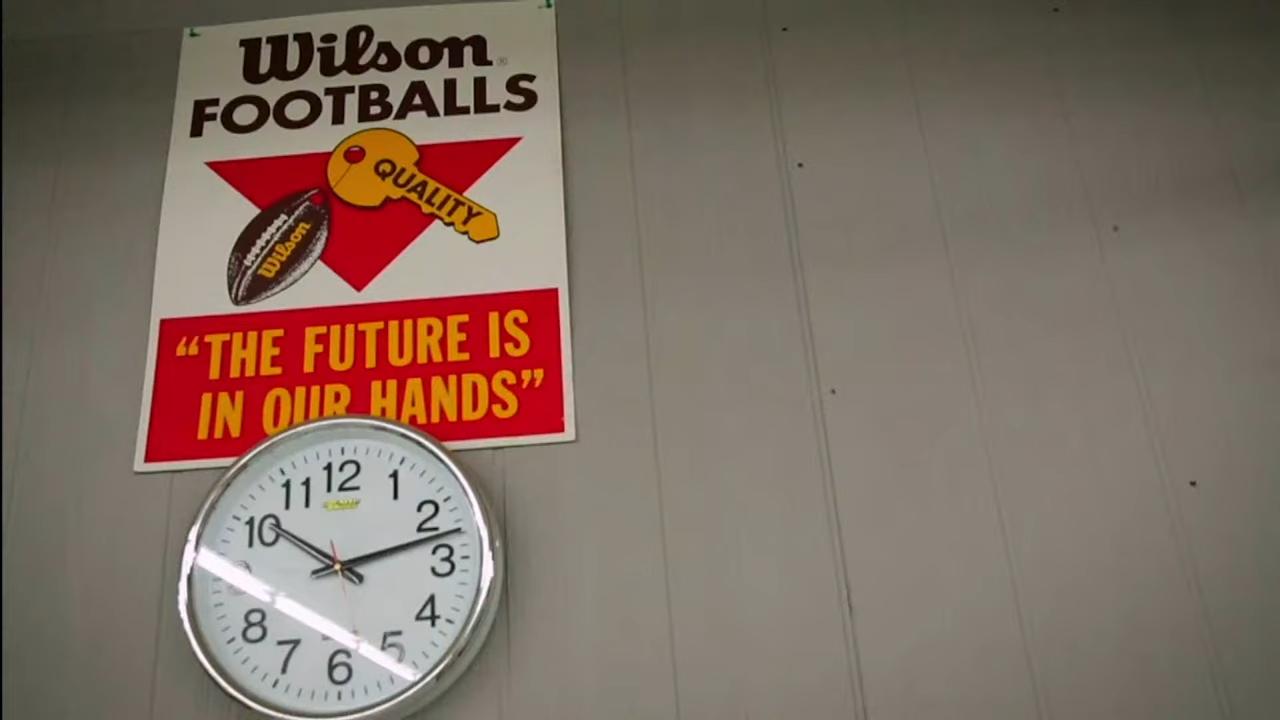 Wilson®
FOOTBALLS
QUALITY
Wilson
“THE FUTURE IS
IN OUR HANDS”
12
11
1
10
2
3
8
4
7
5
6